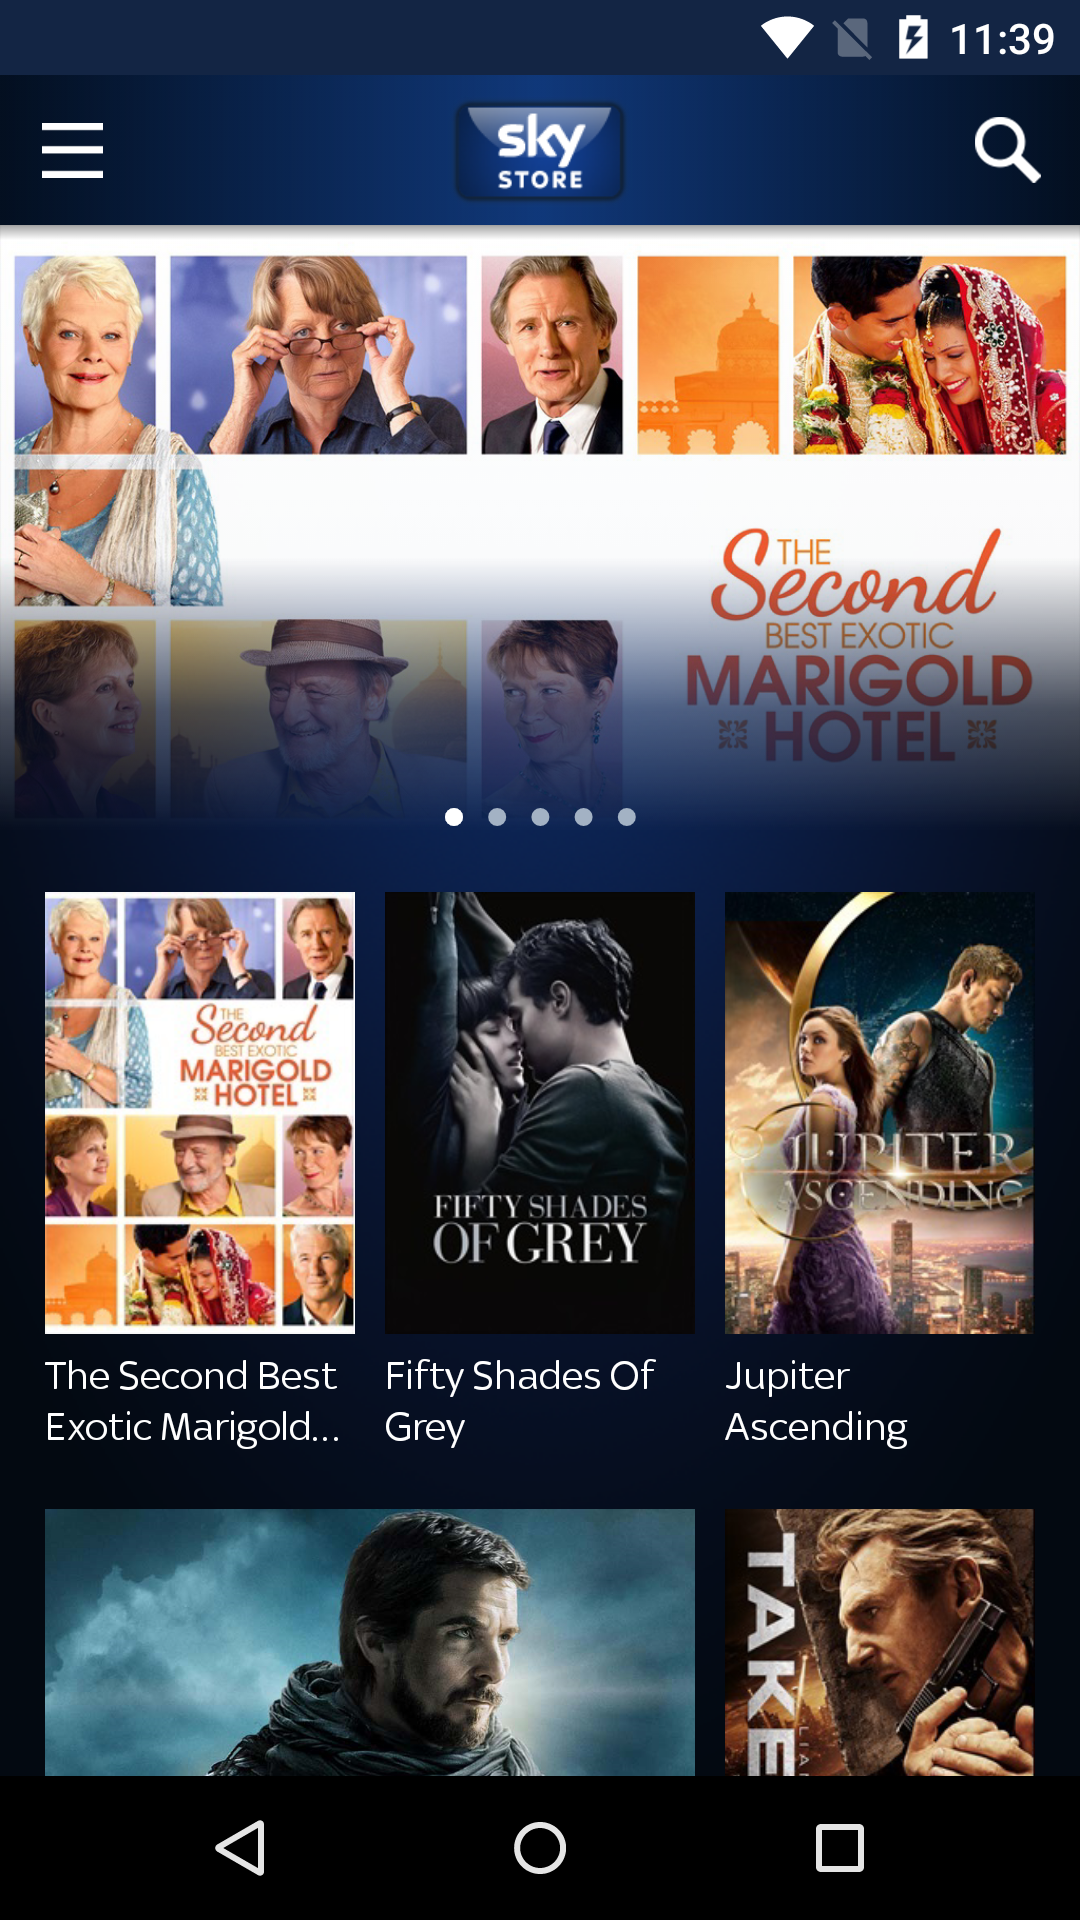 11:39
sky
STORE
THE
Second
BEST EXOTIC
MARIGOLD
HOTEL
THE
Second
BEST EXOTIC
MARIGOLD
HOTEL
FIFTY SHADES
OF GREY
JUPITER
ASCENDING
The Second Best
Exotic Marigold...
Fifty Shades Of
Grey
Jupiter
Ascending
TAKE
LIA